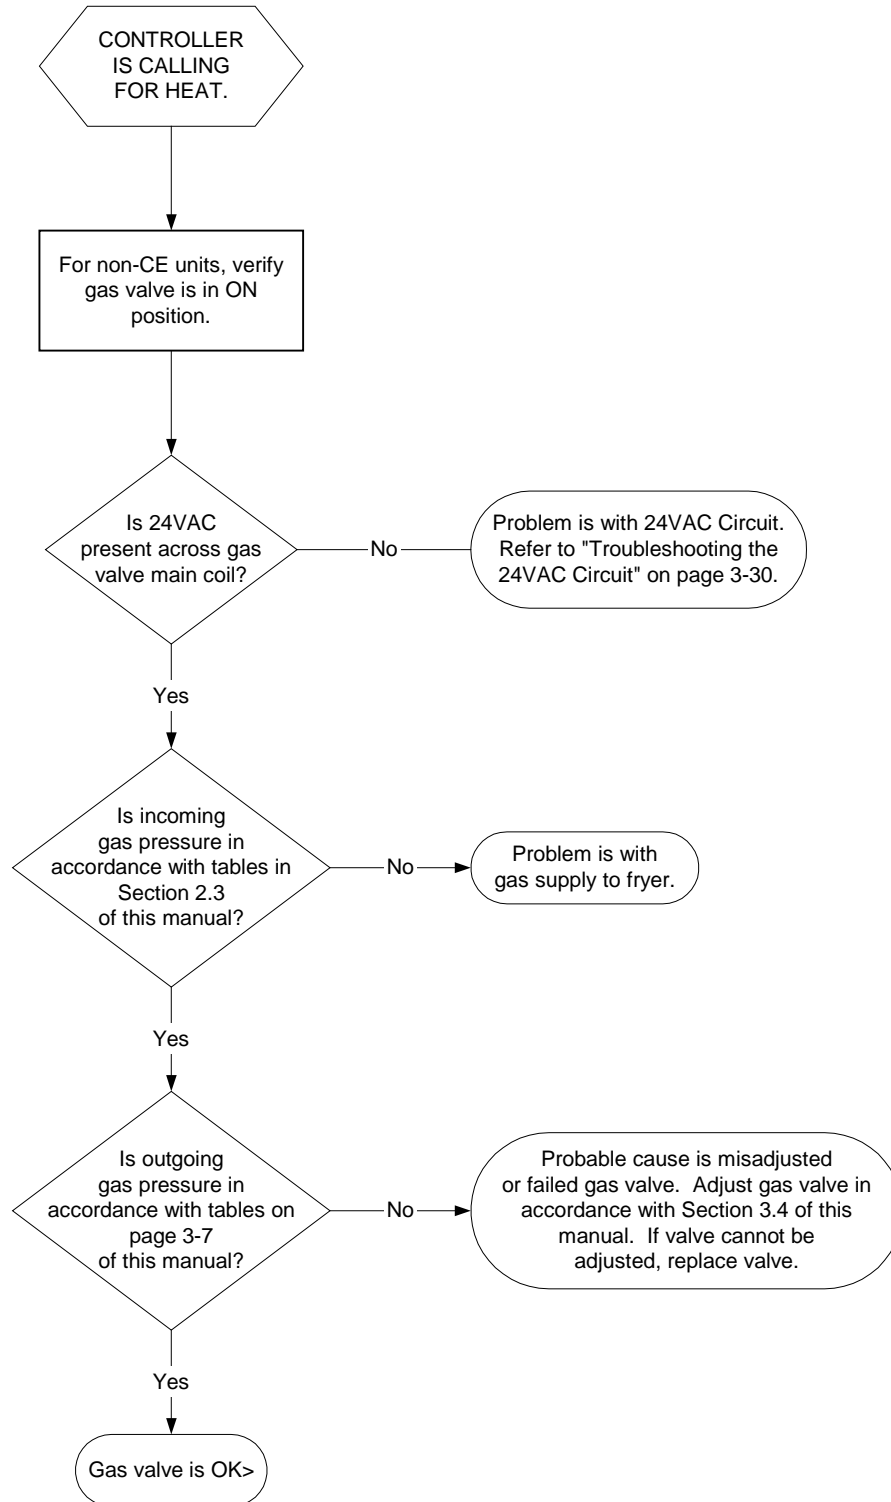 CONTROLLER
IS CALLING
FOR HEAT.
For non-CE units, verify
gas valve is in ON
position.
Is 24VAC
present across gas
valve main coil?
No
Problem is with 24VAC Circuit.
Refer to "Troubleshooting the
24VAC Circuit" on page 3-30.
Yes
Is incoming
gas pressure in
accordance with tables in
Section 2.3
of this manual?
No
Problem is with
gas supply to fryer.
Yes
Is outgoing
gas pressure in
accordance with tables on
page 3-7
of this manual?
No
Probable cause is misadjusted
or failed gas valve.  Adjust gas valve in
accordance with Section 3.4 of this
manual.  If valve cannot be
adjusted, replace valve.
Yes
Gas valve is OK>